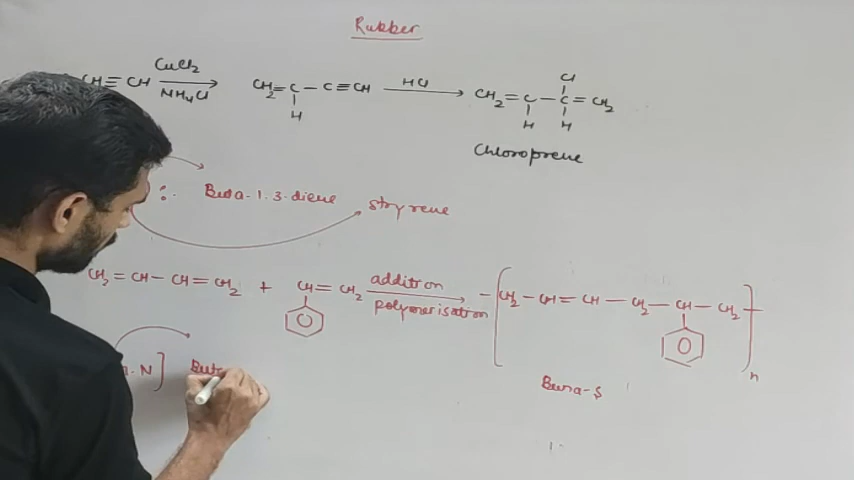 Rubber
CH≡CH CuCl2 NH4Cl CH2=C-C≡CH HCl CH2=C-C=CH2
H Cl H H
Chloroprene
: Buta-1.3-diene styrene
CH2=CH-CH=CH2 + CH=CH2 addition polymerisation -[CH2-CH=CH-CH2-CH-CH2-]n
N] Buta
Buna-S